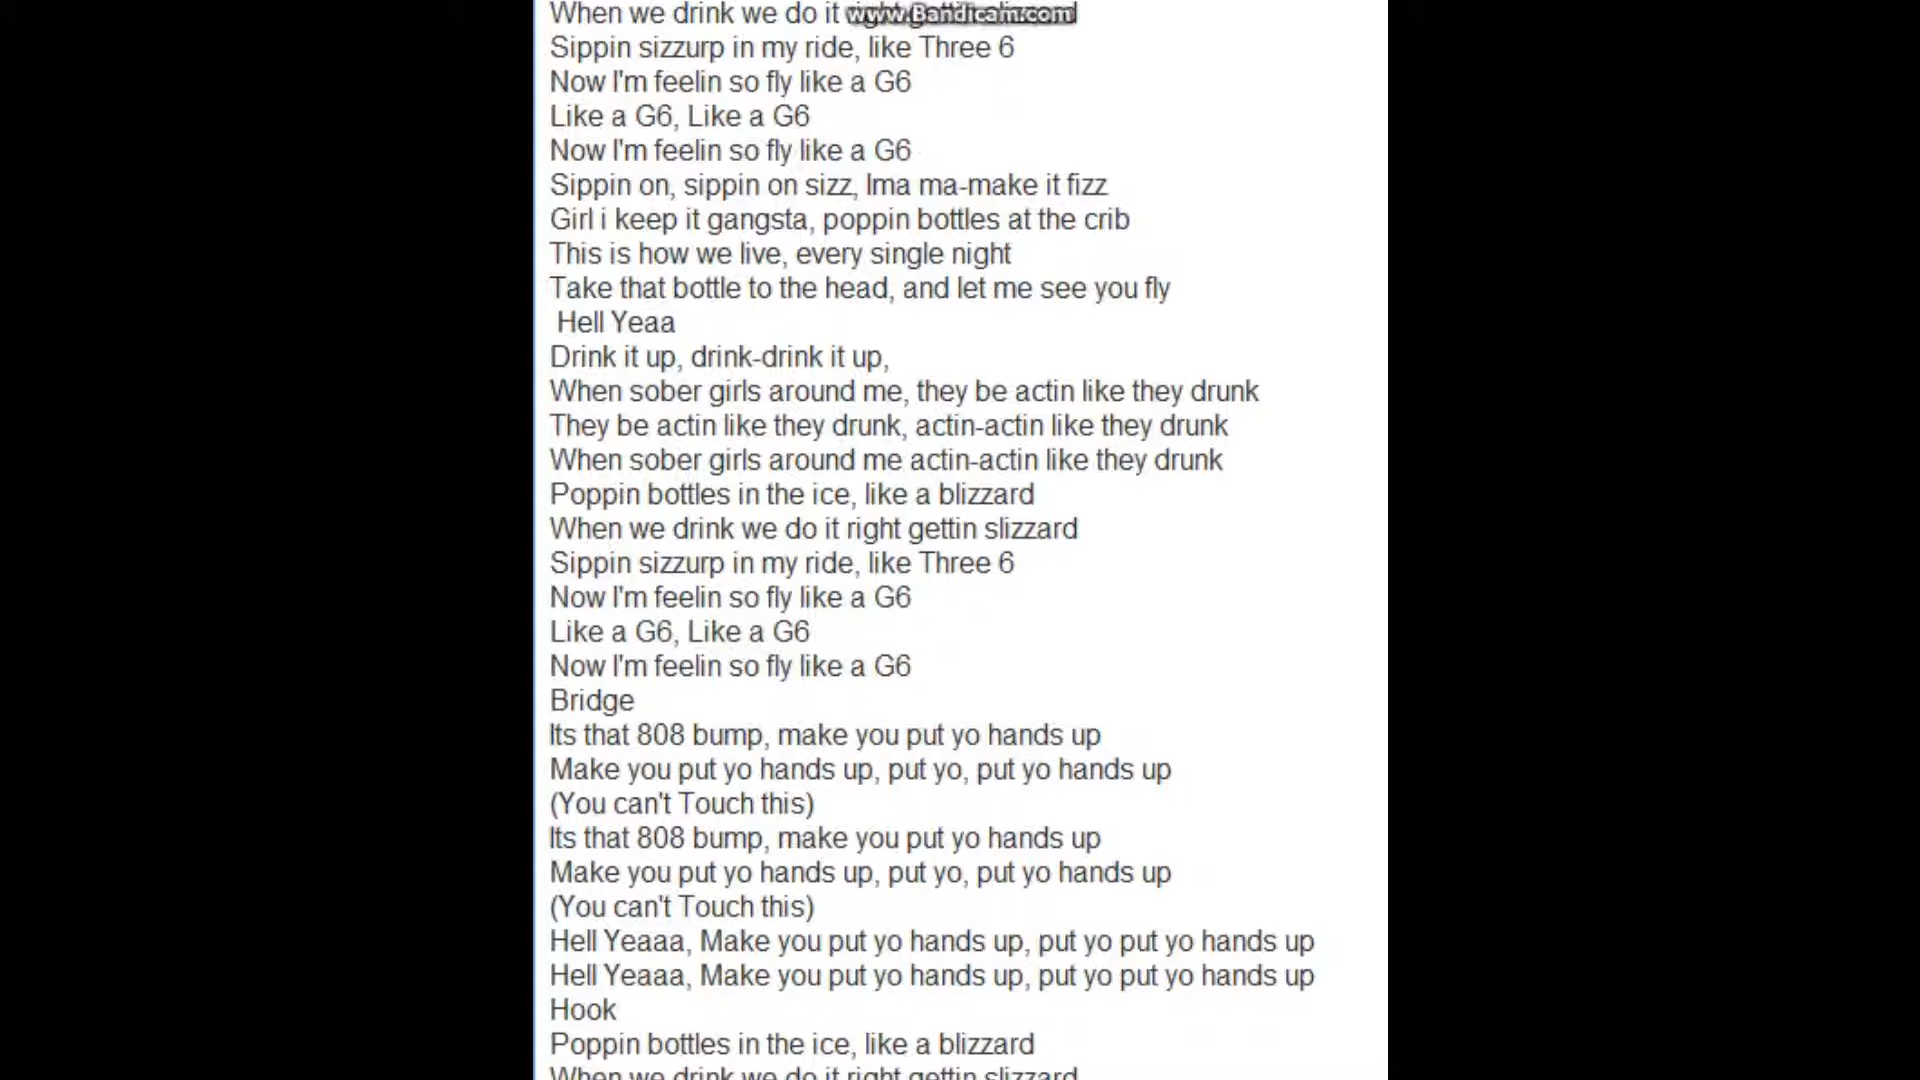 When we drink we do it right gettin slizzard
www.Bandicam.com
Sippin sizzurp in my ride, like Three 6
Now I'm feelin so fly like a G6
Like a G6, Like a G6
Now I'm feelin so fly like a G6
Sippin on, sippin on sizz, Ima ma-make it fizz
Girl i keep it gangsta, poppin bottles at the crib
This is how we live, every single night
Take that bottle to the head, and let me see you fly
Hell Yeaa
Drink it up, drink-drink it up,
When sober girls around me, they be actin like they drunk
They be actin like they drunk, actin-actin like they drunk
When sober girls around me actin-actin like they drunk
Poppin bottles in the ice, like a blizzard
When we drink we do it right gettin slizzard
Sippin sizzurp in my ride, like Three 6
Now I'm feelin so fly like a G6
Like a G6, Like a G6
Now I'm feelin so fly like a G6
Bridge
Its that 808 bump, make you put yo hands up
Make you put yo hands up, put yo, put yo hands up
(You can't Touch this)
Its that 808 bump, make you put yo hands up
Make you put yo hands up, put yo, put yo hands up
(You can't Touch this)
Hell Yeaaa, Make you put yo hands up, put yo put yo hands up
Hell Yeaaa, Make you put yo hands up, put yo put yo hands up
Hook
Poppin bottles in the ice, like a blizzard
When we drink we do it right gettin slizzard